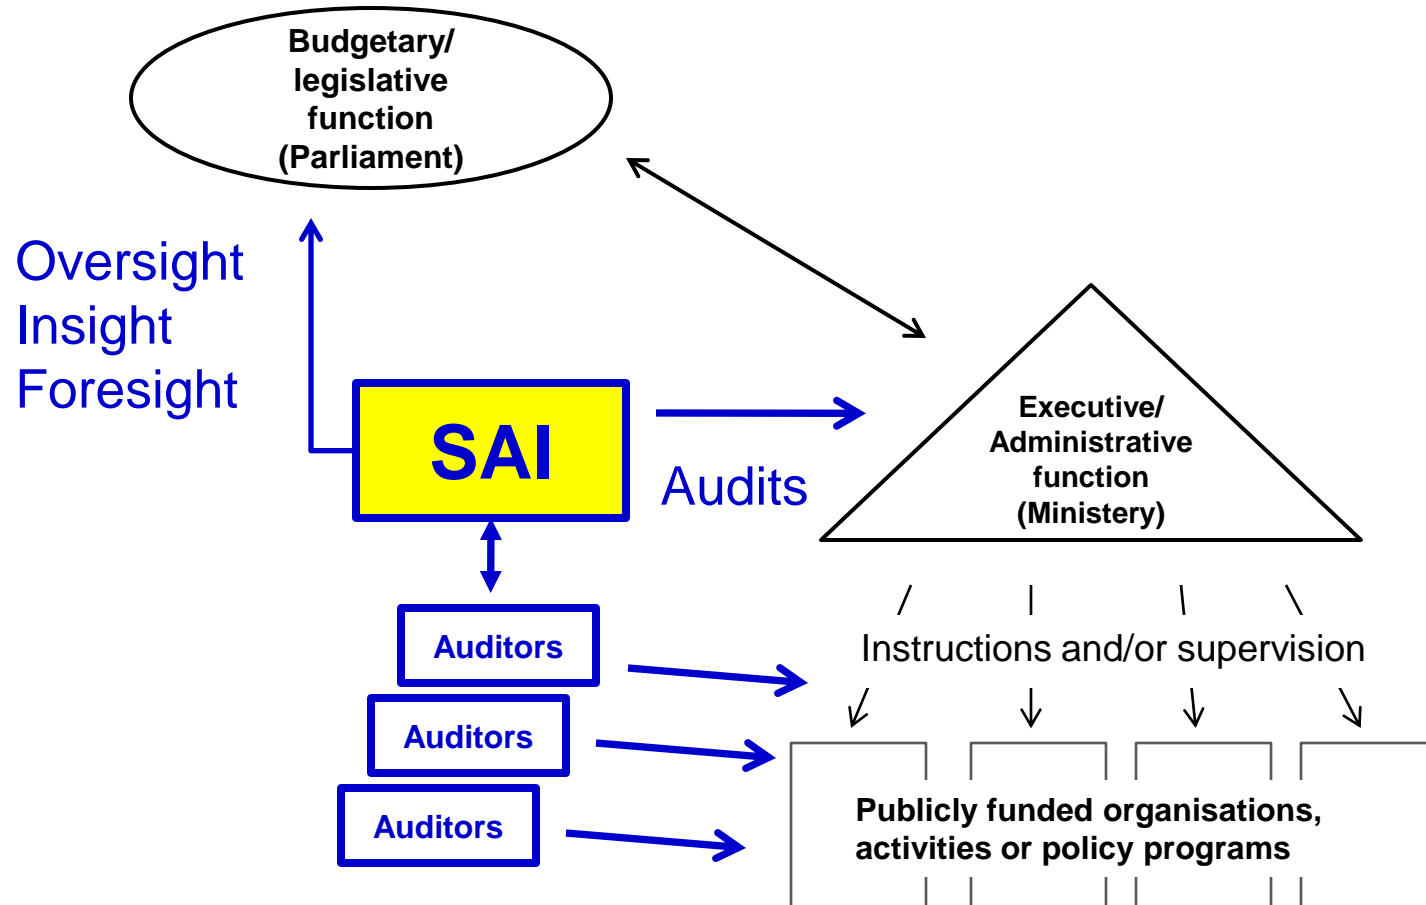 Budgetary/
legislative
function
(Parliament)
Oversight
Insight
Foresight
SAI
Audits
Executive/
Administrative
function
(Ministery)
Auditors
Auditors
Auditors
Instructions and/or supervision
Publicly funded organisations,
activities or policy programs